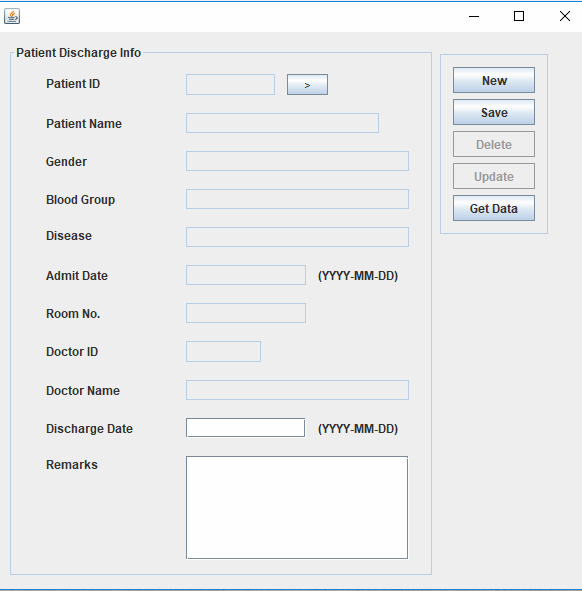 Patient Discharge Info
Patient ID
>
Patient Name
Gender
Blood Group
Disease
Admit Date (YYYY-MM-DD)
Room No.
Doctor ID
Doctor Name
Discharge Date (YYYY-MM-DD)
Remarks
New
Save
Delete
Update
Get Data